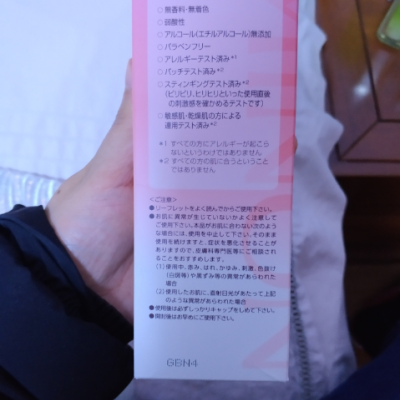 ○ 無香料・無着色
○ 弱酸性
○ アルコール(エチルアルコール)無添加
○ パラベンフリー
○ アレルギーテスト済み*1
○ パッチテスト済み*2
○ スティンギングテスト済み*2
(ピリピリ、ヒリヒリといった使用直後
の刺激感を確かめるテストです)
○ 敏感肌・乾燥肌の方による
連用テスト済み*2
*1 すべての方にアレルギーが起こら
ないというわけではありません
*2 すべての方の肌に合うということ
ではありません
<ご注意>
●リーフレットをよく読んでからご使用下さい。
●お肌に異常が生じていないかよく注意して
ご使用下さい。本品がお肌に合わない次のよう
な場合には、使用を中止して下さい。そのまま
使用を続けますと、症状を悪化させることがあ
りますので、皮膚科専門医等にご相談され
ることをおすすめします。
(1)使用中、赤み、はれ、かゆみ、刺激、色抜け
(白斑等)や黒ずみ等の異常があらわれた
場合
(2)使用したお肌に、直射日光があたって上記
のような異常があらわれた場合
●使用後は必ずしっかりキャップをしめて下さい。
●開封後はお早めにご使用下さい。
6BN4